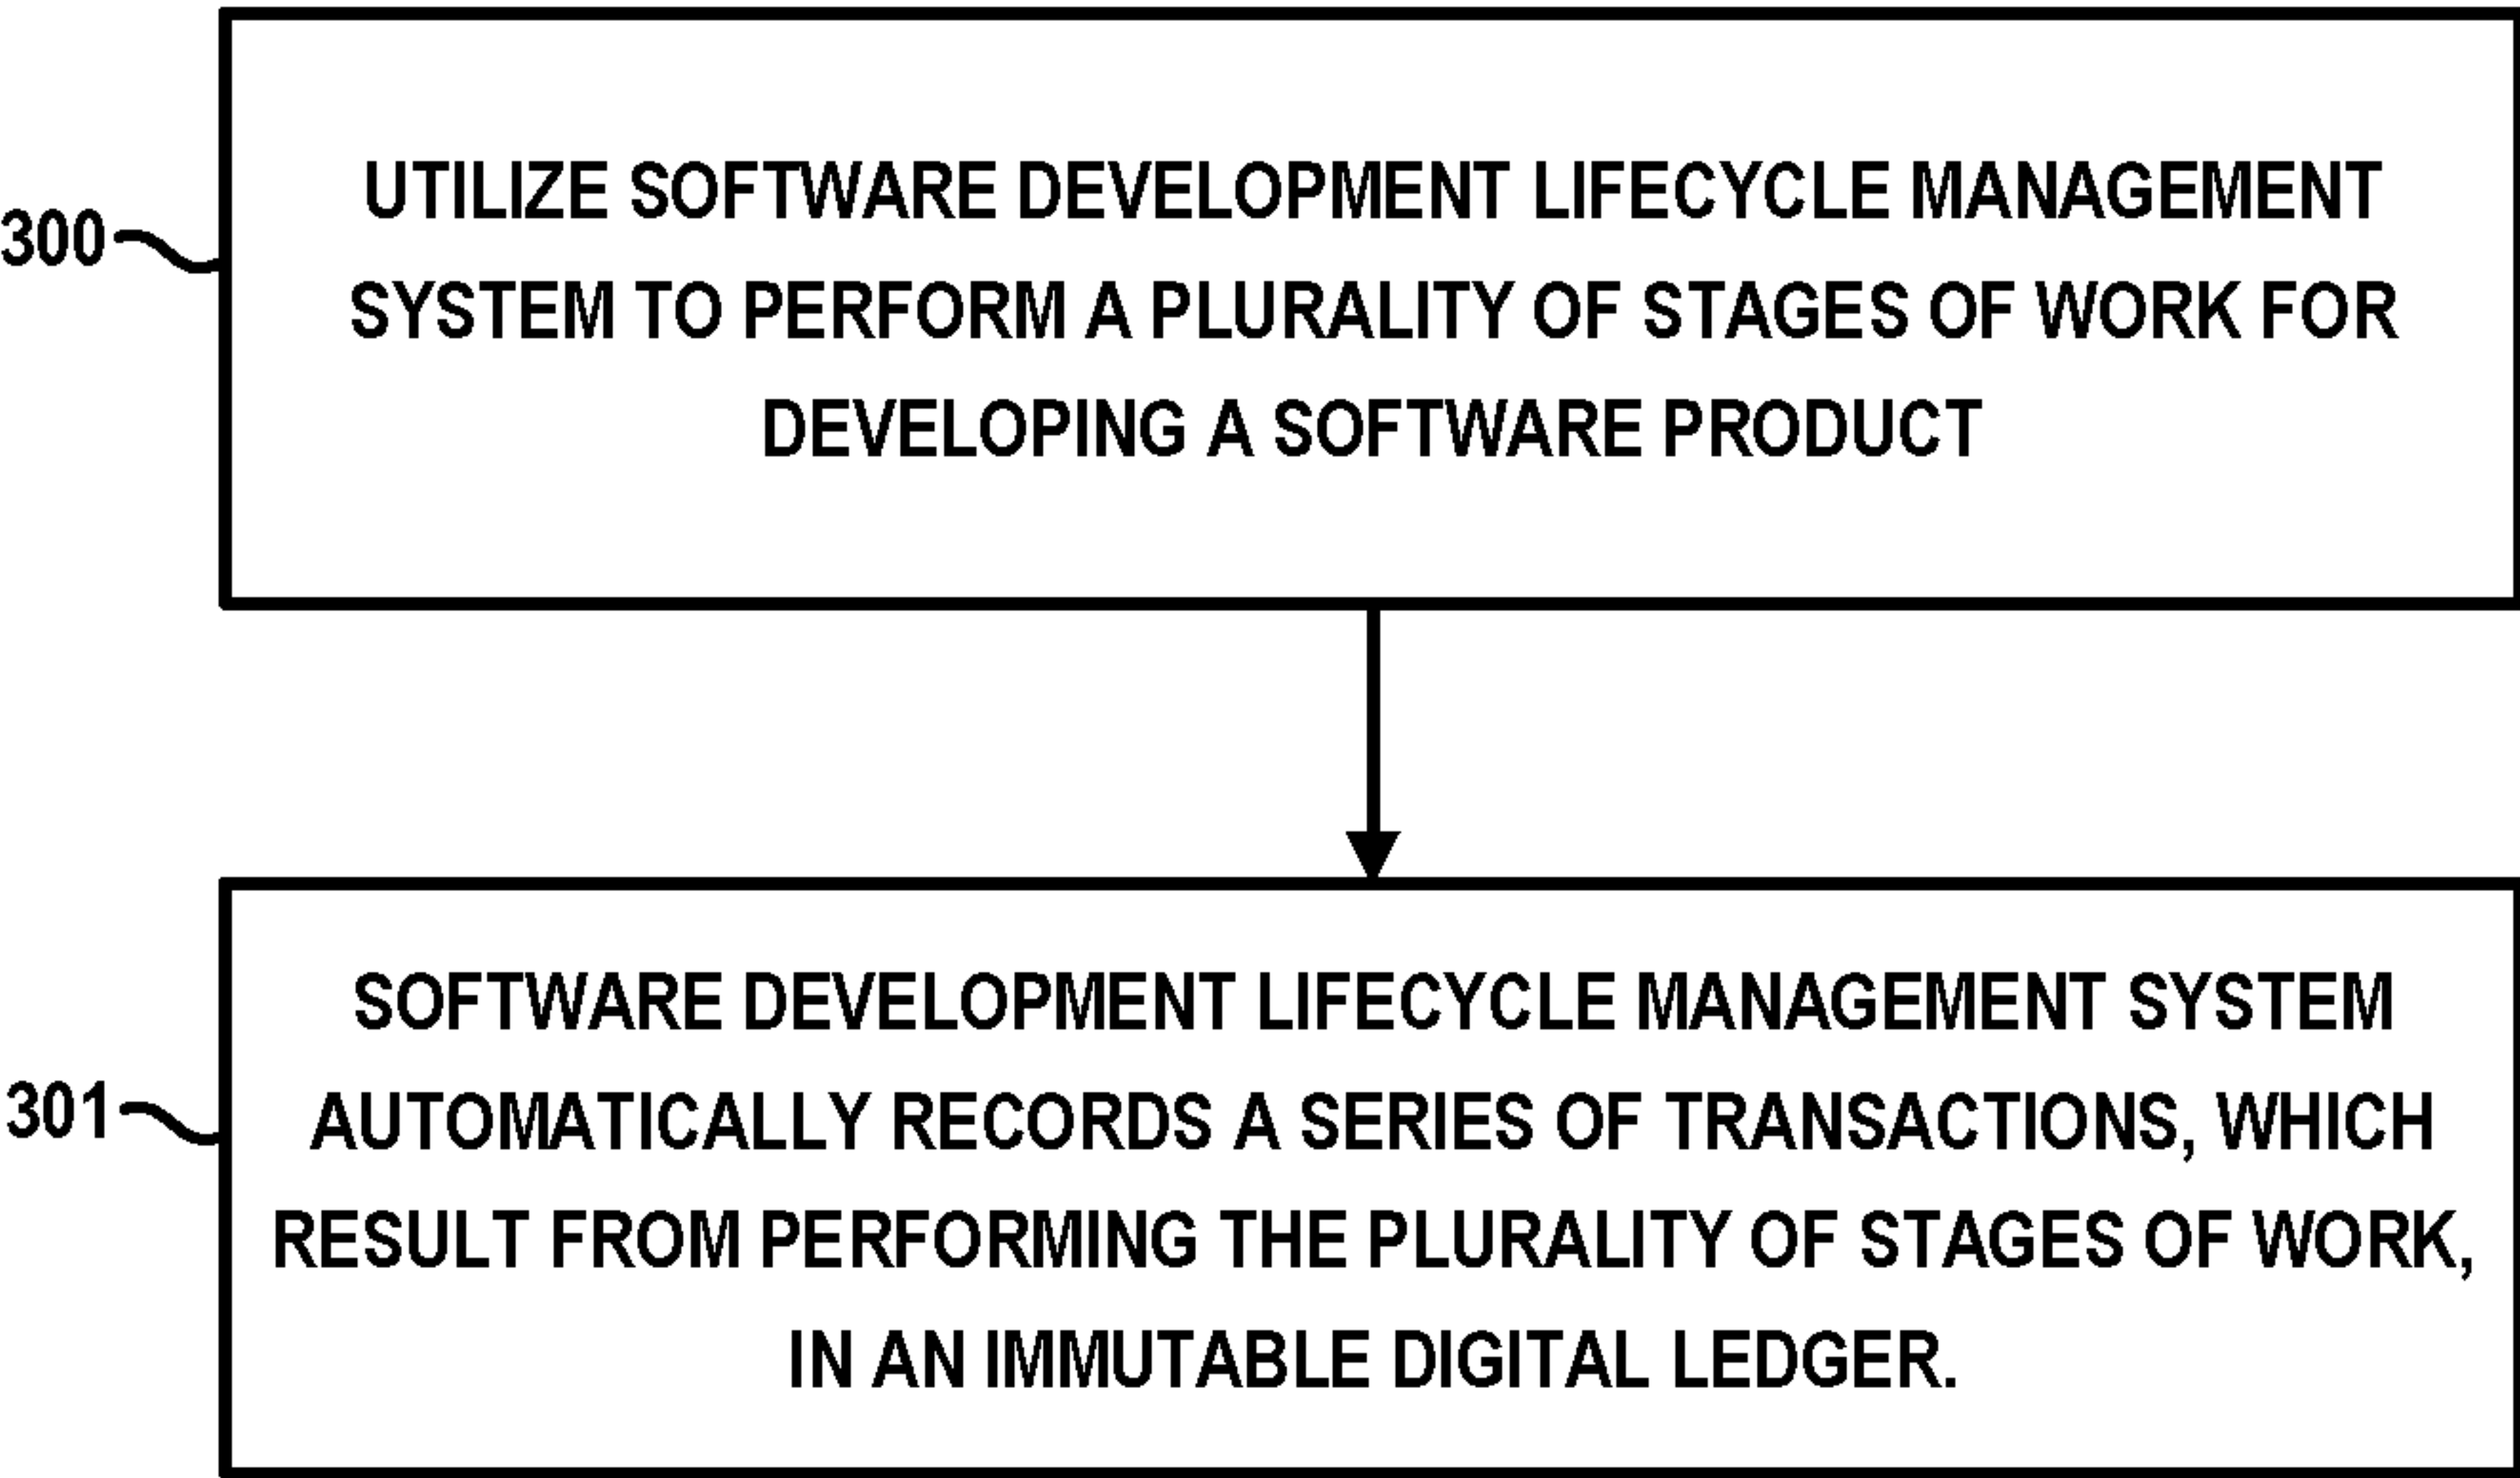 300
UTILIZE SOFTWARE DEVELOPMENT LIFECYCLE MANAGEMENT
SYSTEM TO PERFORM A PLURALITY OF STAGES OF WORK FOR
DEVELOPING A SOFTWARE PRODUCT
301
SOFTWARE DEVELOPMENT LIFECYCLE MANAGEMENT SYSTEM
AUTOMATICALLY RECORDS A SERIES OF TRANSACTIONS, WHICH
RESULT FROM PERFORMING THE PLURALITY OF STAGES OF WORK,
IN AN IMMUTABLE DIGITAL LEDGER.